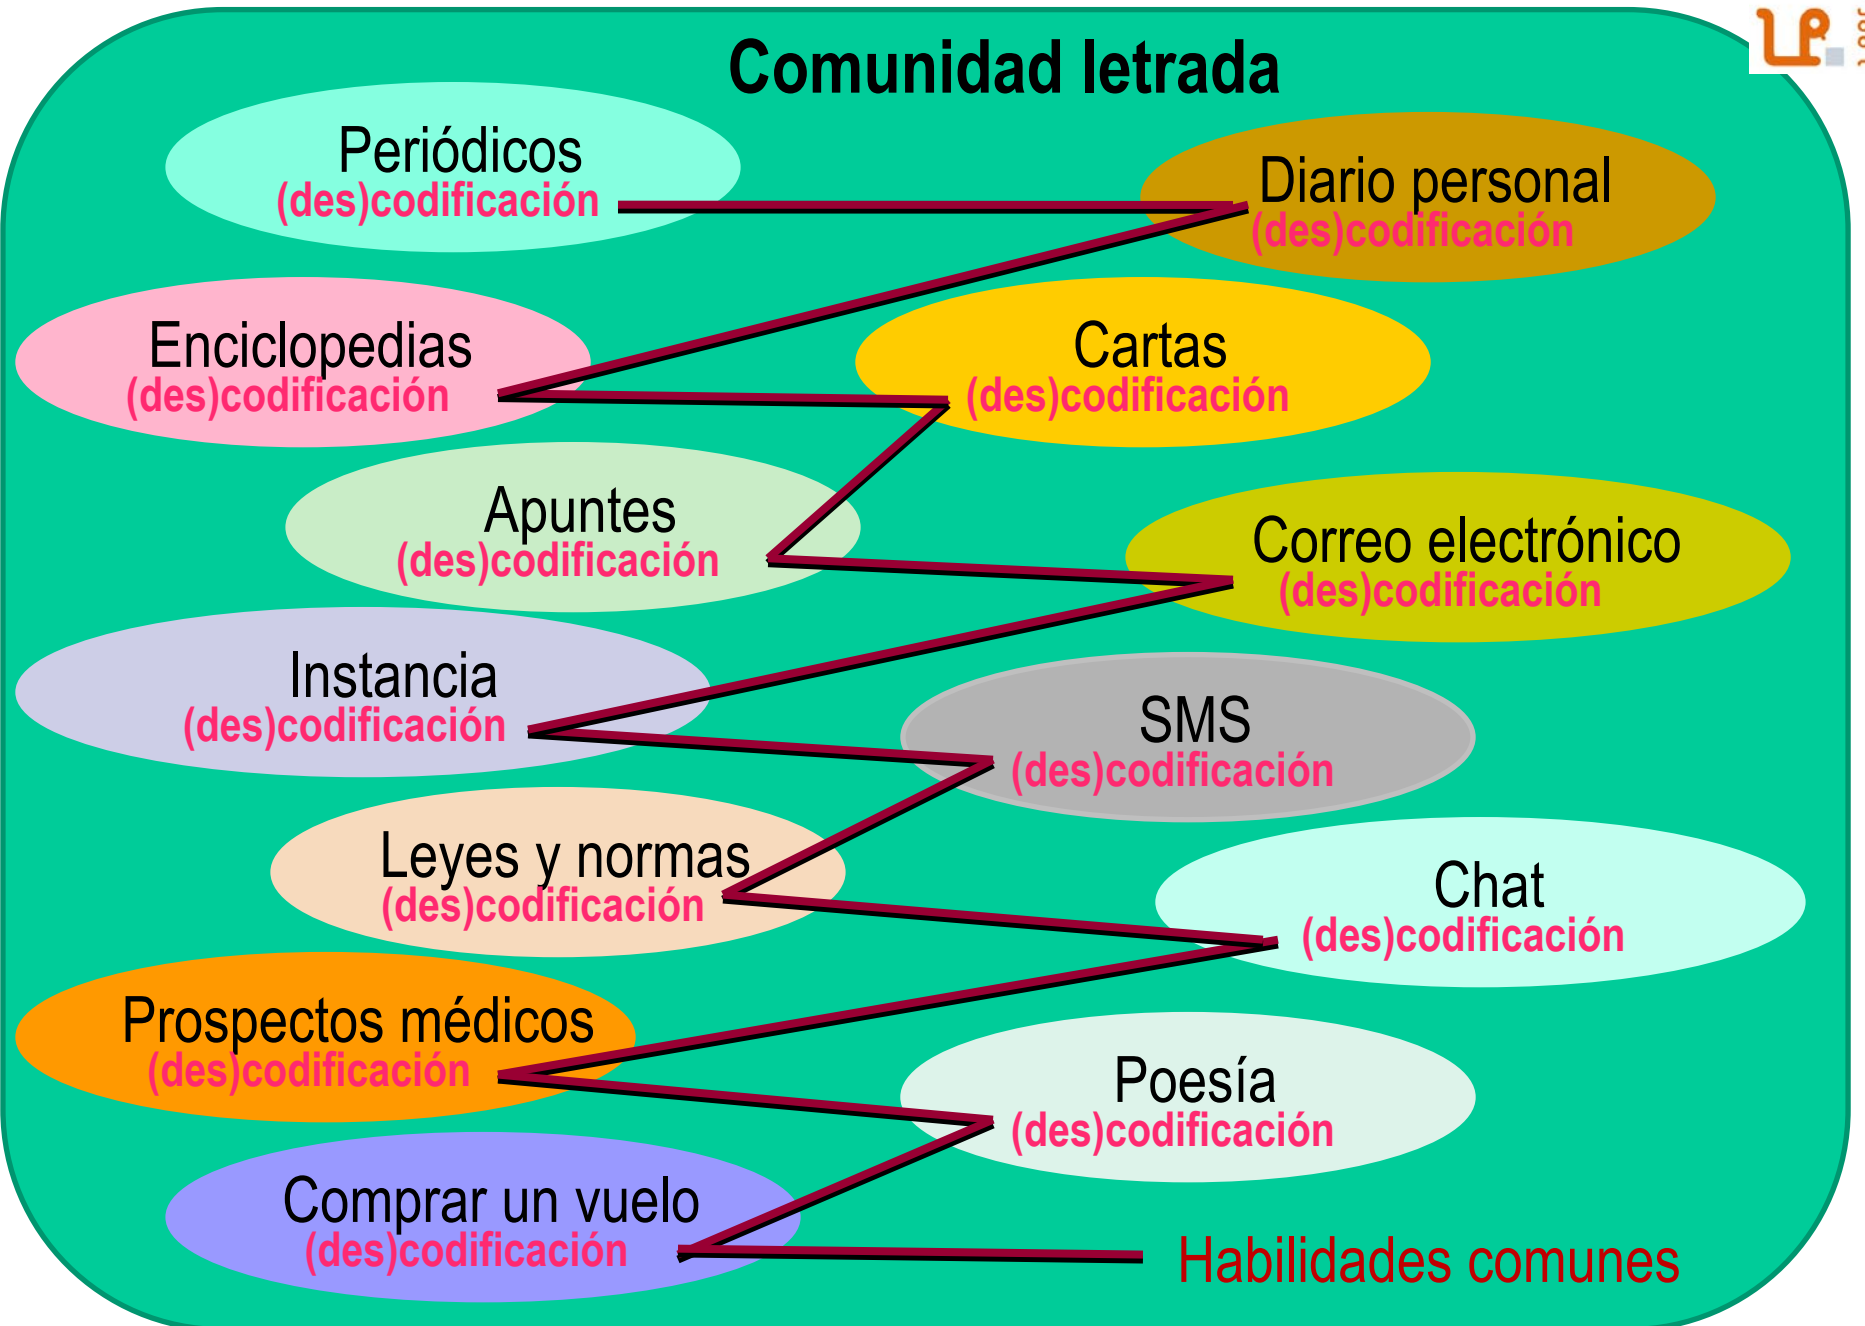 Comunidad letrada
Periódicos
(des)codificación
Diario personal
(des)codificación
Enciclopedias
(des)codificación
Cartas
(des)codificación
Apuntes
(des)codificación
Correo electrónico
(des)codificación
Instancia
(des)codificación
SMS
(des)codificación
Leyes y normas
(des)codificación
Chat
(des)codificación
Prospectos médicos
(des)codificación
Poesía
(des)codificación
Comprar un vuelo
(des)codificación
Habilidades comunes